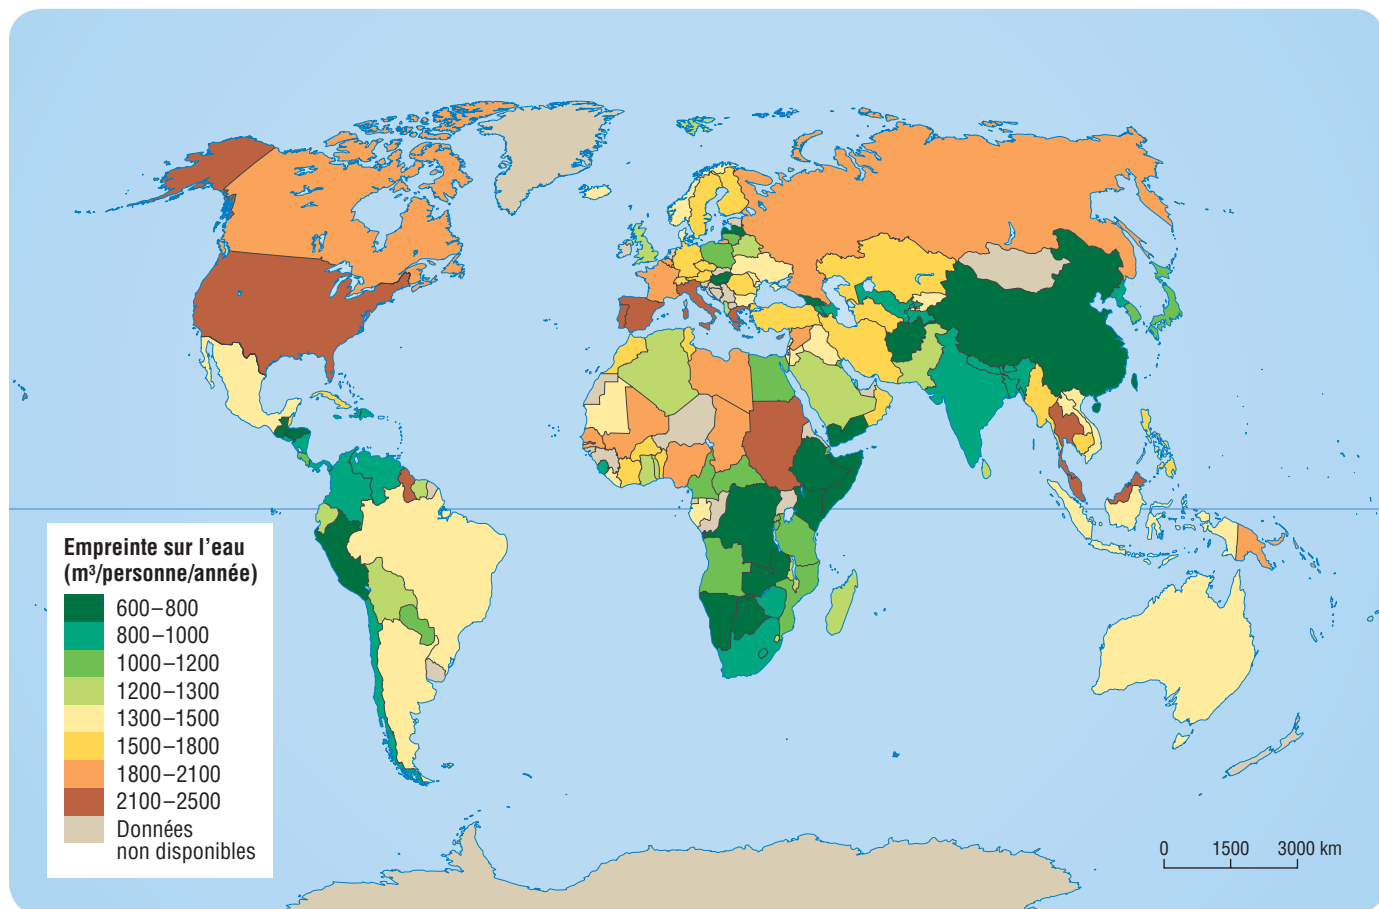 Empreinte sur l’eau
(m³/personne/année)
600–800
800–1000
1000–1200
1200–1300
1300–1500
1500–1800
1800–2100
2100–2500
Données
non disponibles
0 1500 3000 km